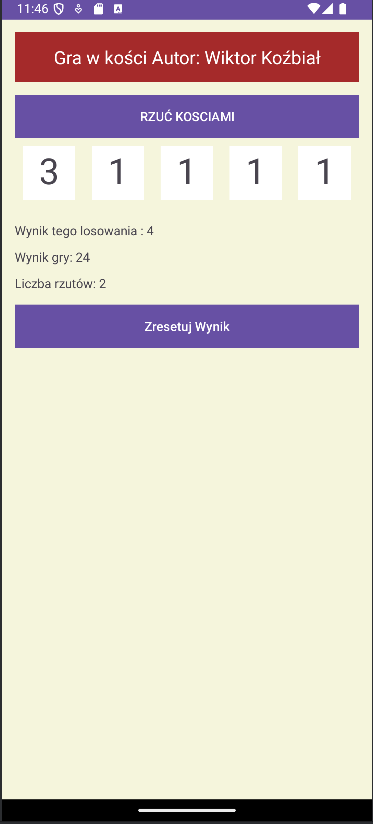 11:46
Gra w kości Autor: Wiktor Koźbiał
RZUĆ KOSCIAMI
3 1 1 1 1
Wynik tego losowania : 4
Wynik gry: 24
Liczba rzutów: 2
Zresetuj Wynik